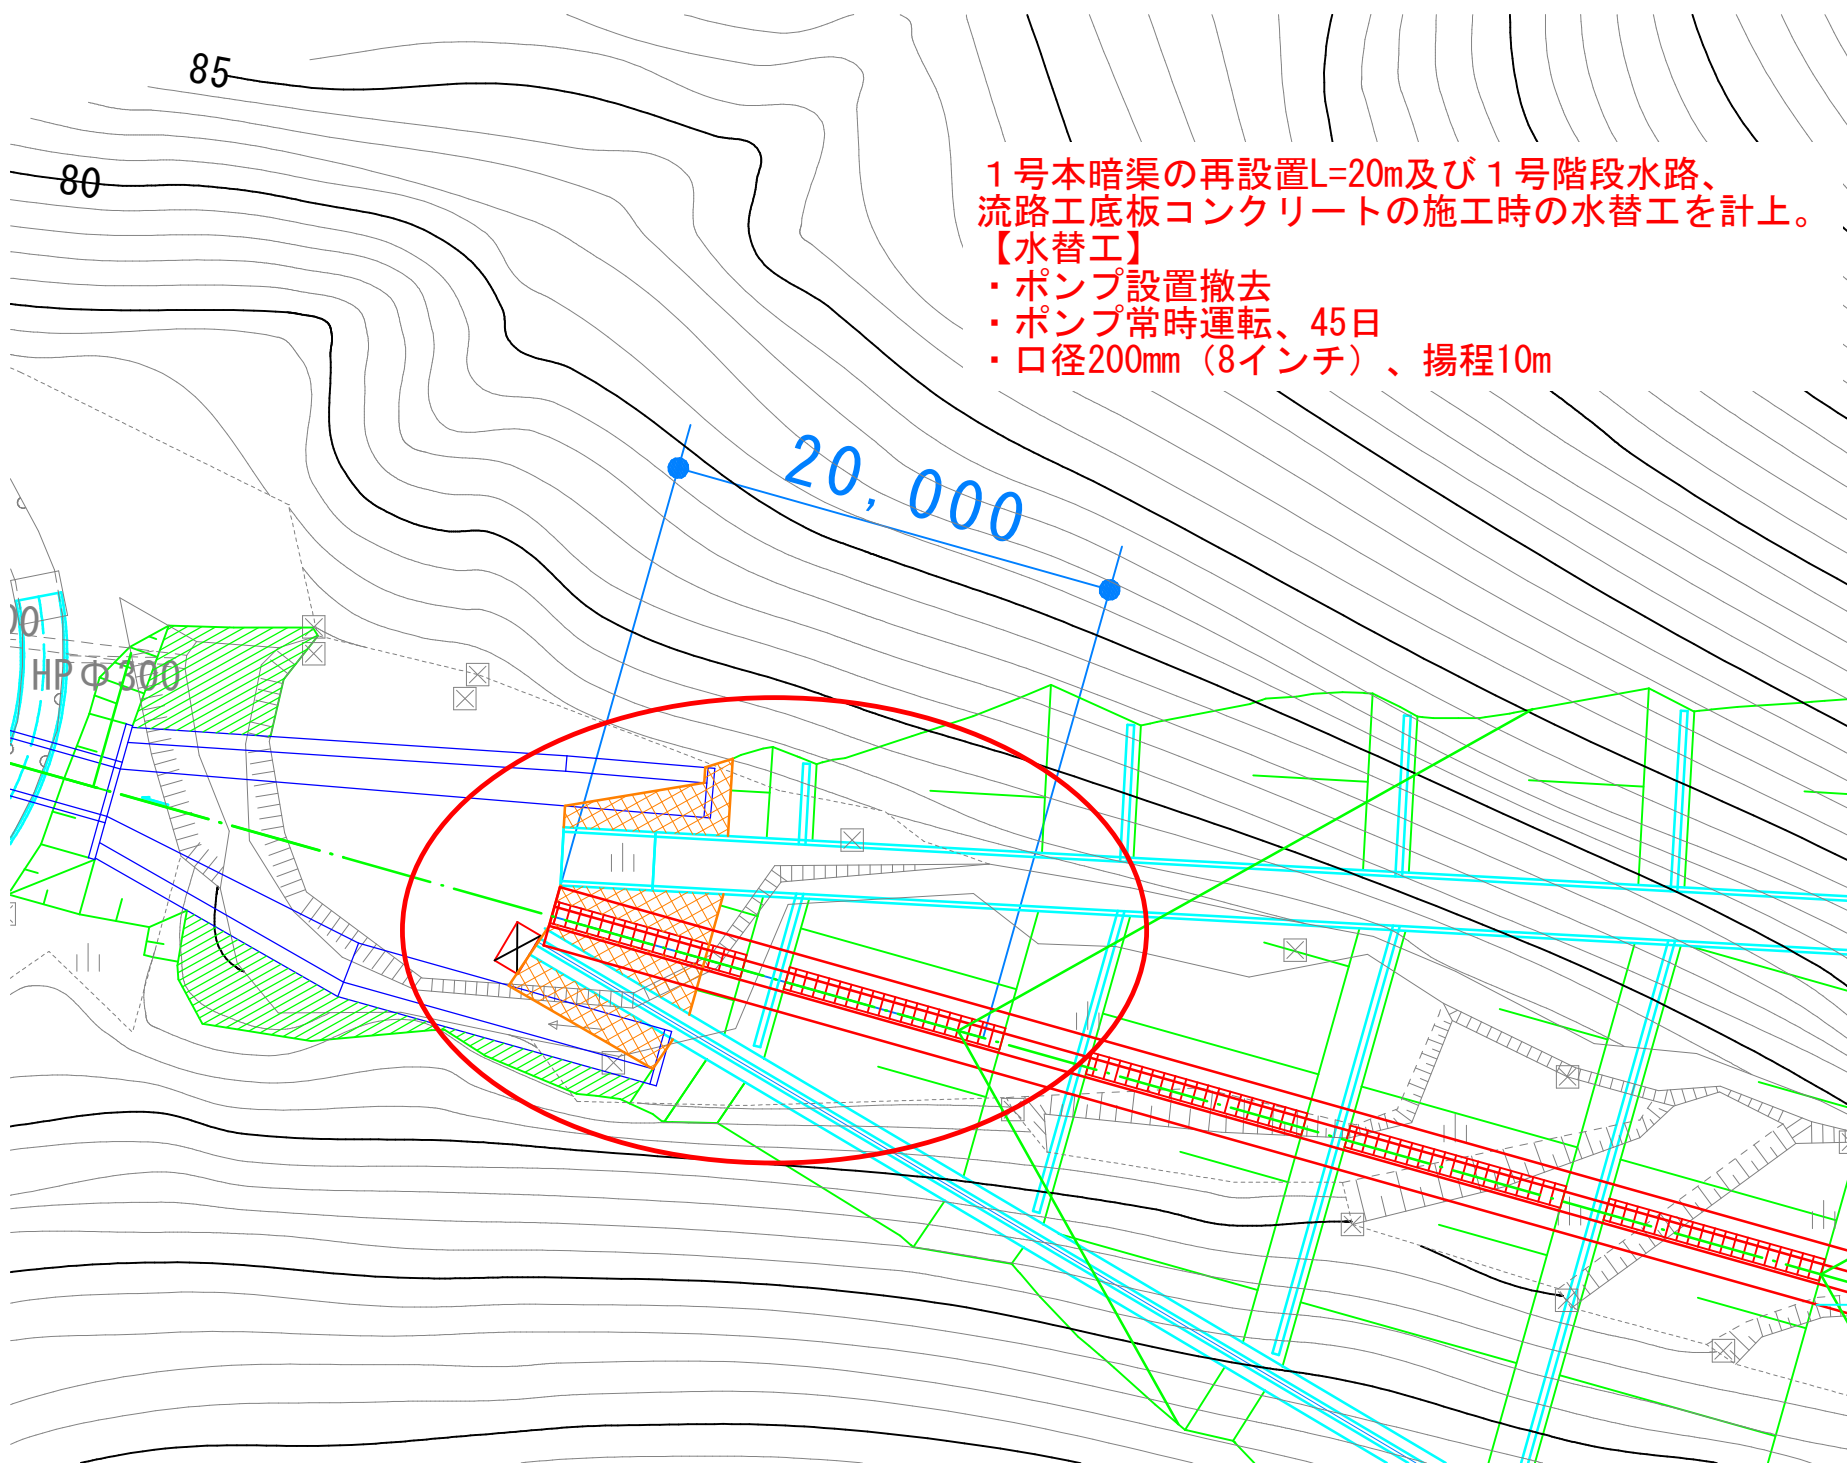 85
80
１号本暗渠の再設置L=20m及び１号階段水路、
流路工底板コンクリートの施工時の水替工を計上。
【水替工】
・ポンプ設置撤去
・ポンプ常時運転、45日
・口径200mm（8インチ）、揚程10m
20,000
HPΦ300